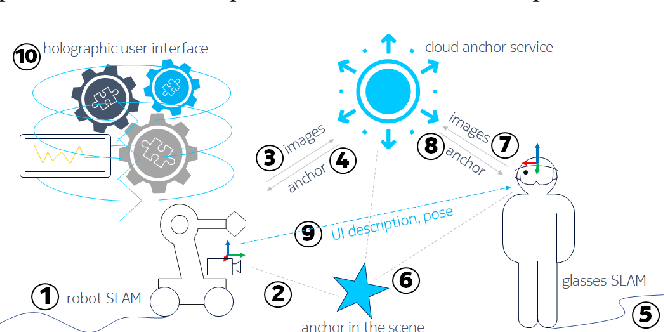 10 holographic user interface
cloud anchor service
3 images
anchor 4
images 7
8 anchor
9 UI description, pose
1 robot SLAM
2
6
glasses SLAM
5
anchor in the scene